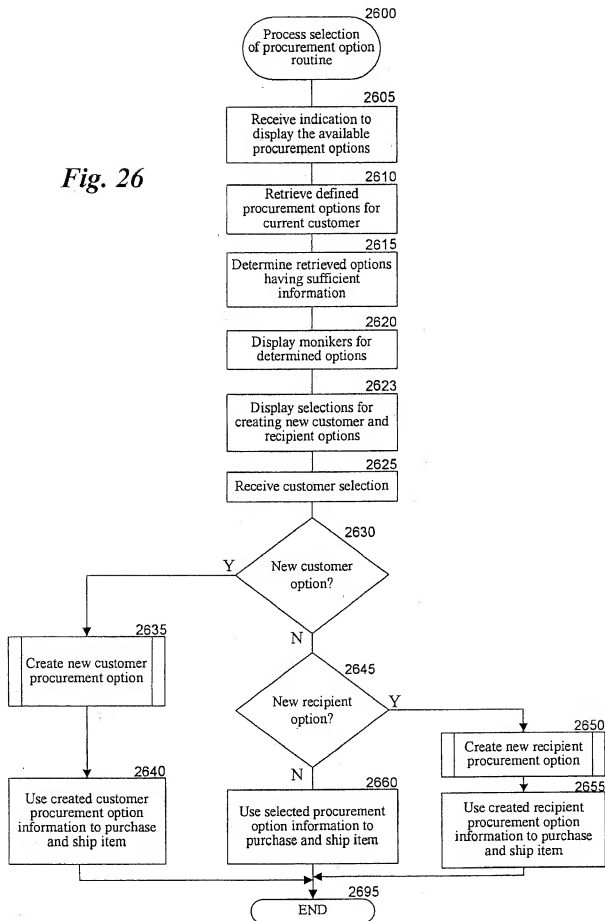 2600
Process selection
of procurement option
routine
2605
Receive indication to
display the available
procurement options
Fig. 26
2610
Retrieve defined
procurement options for
current customer
2615
Determine retrieved options
having sufficient
information
2620
Display monikers for
determined options
2623
Display selections for
creating new customer and
recipient options
2625
Receive customer selection
2630
New customer
option?
Y
N
2635
Create new customer
procurement option
2645
New recipient
option?
Y
N
2650
Create new recipient
procurement option
2640
Use created customer
procurement option
information to purchase
and ship item
2660
Use selected procurement
option information to
purchase and ship item
2655
Use created recipient
procurement option
information to purchase
and ship item
2695
END